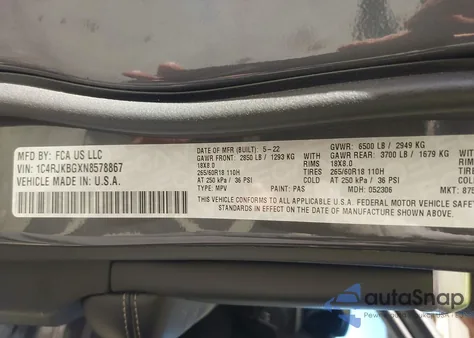 MFD BY: FCA US LLC
VIN: 1C4RJKBGXN8578867
VEHICLE MADE IN: U.S.A.
DATE OF MFR (BUILT): 5-22
GAWR FRONT: 2850 LB / 1293 KG
18X8.0 RIMS
265/60R18 110H TIRES
AT 250 kPa / 36 PSI COLD
TYPE: MPV
PAINT: PAS
MDH: 052306
GVWR: 6500 LB / 2949 KG
GAWR REAR: 3700 LB / 1679 KG
18X8.0 RIMS
265/60R18 110H TIRES
AT 250 kPa / 36 PSI COLD
MKT:
THIS VEHICLE CONFORMS TO ALL APPLICABLE U.S.A. FEDERAL MOTOR VEHICLE SAFETY
STANDARDS IN EFFECT ON THE DATE OF MANUFACTURE SHOWN ABOVE.
autoSnap